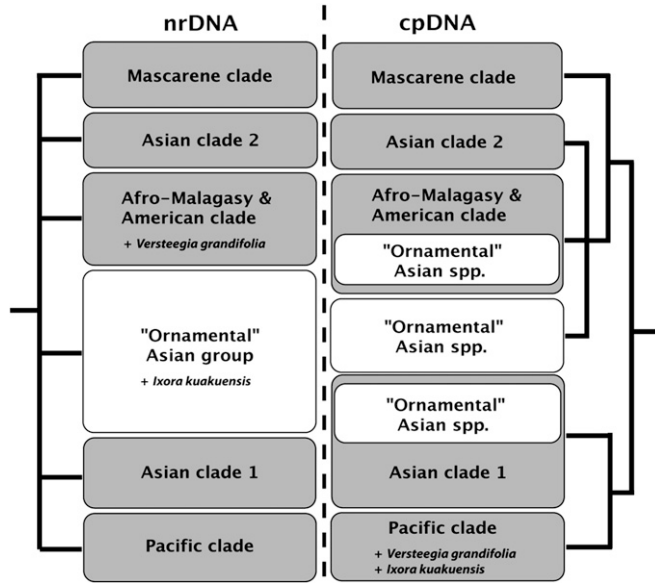 nrDNA
Mascarene clade
Asian clade 2
Afro-Malagasy &
American clade
+ Versteegia grandifolia
"Ornamental"
Asian group
+ Ixora kuakuensis
Asian clade 1
Pacific clade
cpDNA
Mascarene clade
Asian clade 2
Afro-Malagasy &
American clade
"Ornamental"
Asian spp.
"Ornamental"
Asian spp.
"Ornamental"
Asian spp.
Asian clade 1
Pacific clade
+ Versteegia grandifolia
+ Ixora kuakuensis